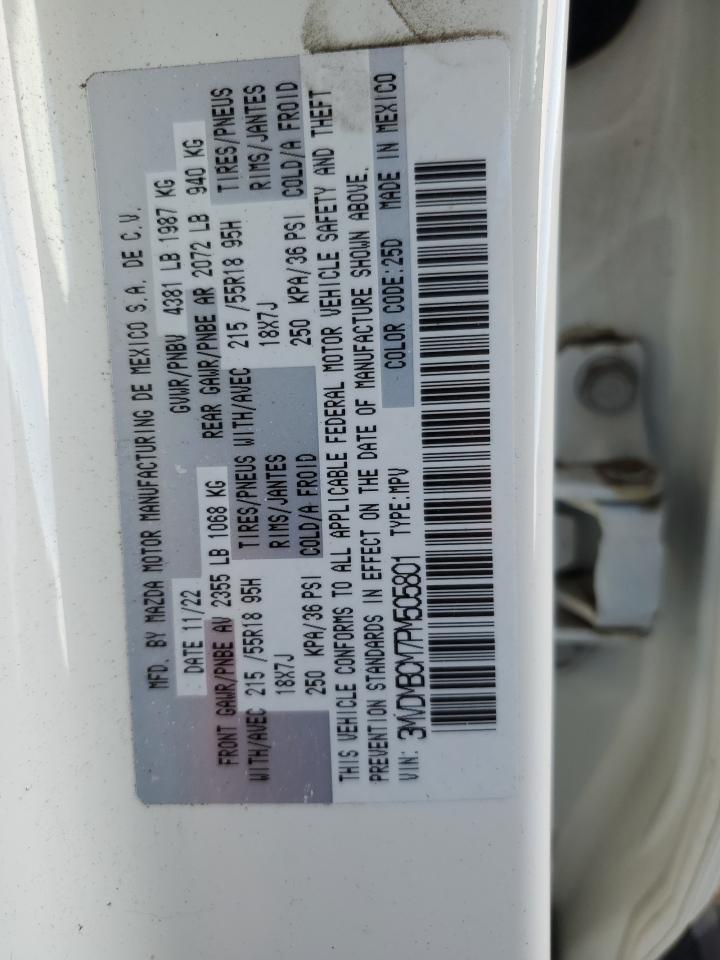 MFD. BY MAZDA MOTOR MANUFACTURING DE MEXICO S.A. DE C.V.
DATE 11/22 GVWR/PNBV 4381 LB 1987 KG
FRONT GAWR/PNBE AV 2355 LB 1068 KG REAR GAWR/PNBE AR 2072 LB 940 KG
WITH/AVEC 215 /55R18 95H TIRES/PNEUS WITH/AVEC 215 /55R18 95H TIRES/PNEUS
18X7J RIMS/JANTES 18X7J RIMS/JANTES
250 KPA/36 PSI COLD/A FROID 250 KPA/36 PSI COLD/A FROID
THIS VEHICLE CONFORMS TO ALL APPLICABLE FEDERAL MOTOR VEHICLE SAFETY AND THEFT
PREVENTION STANDARDS IN EFFECT ON THE DATE OF MANUFACTURE SHOWN ABOVE.
VIN: 3MVDMBCY7PM505801 TYPE:MPV COLOR CODE:25D MADE IN MEXICO